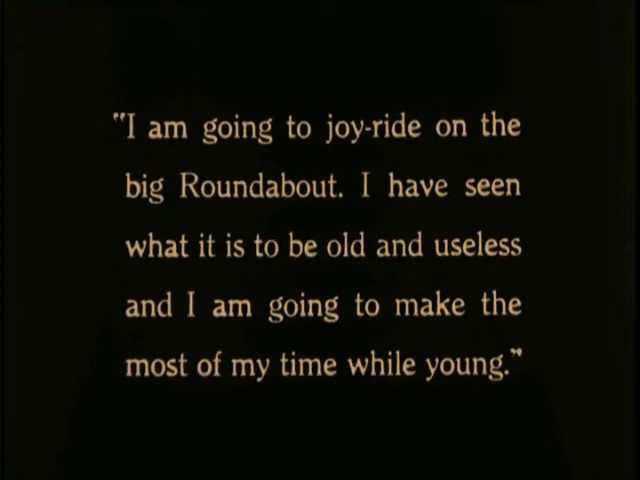 "I am going to joy-ride on the
big Roundabout. I have seen
what it is to be old and useless
and I am going to make the
most of my time while young."